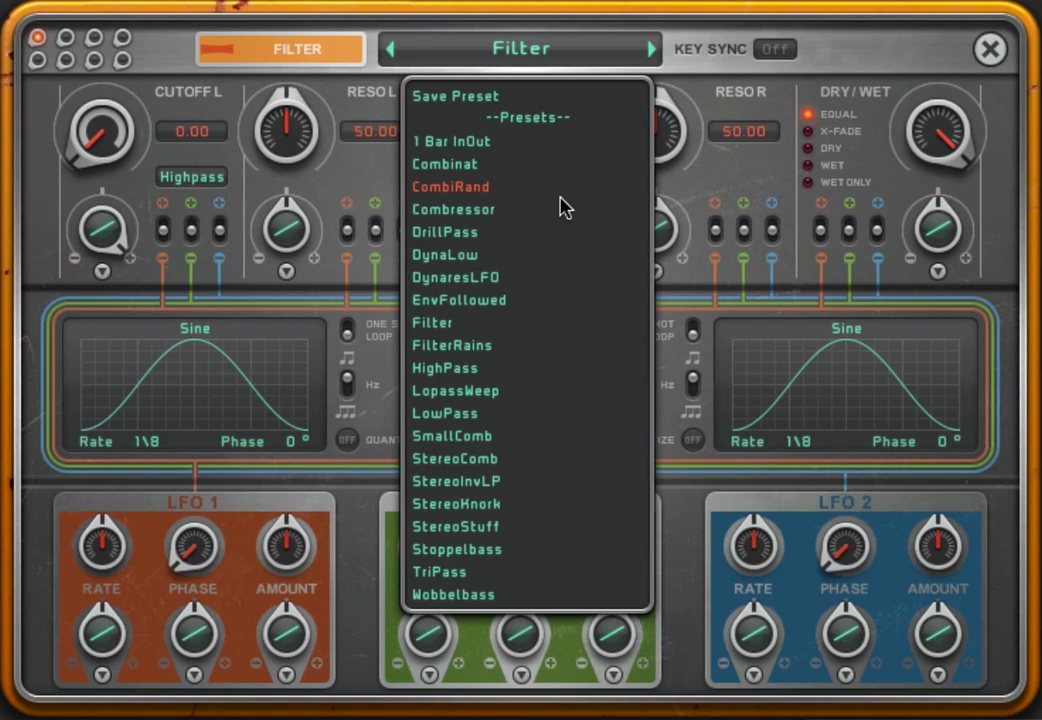 FILTER
Filter
KEY SYNC Off
CUTOFF L
RESO L
RESO R
DRY/WET
0.00
50.00
50.00
EQUAL
X-FADE
DRY
WET
WET ONLY
Highpass
Save Preset
--Presets--
1 Bar InOut
Combinat
CombiRand
Combressor
DrillPass
DynaLow
DynaresLFO
EnvFollowed
Filter
FilterRains
HighPass
LopassWeep
LowPass
SmallComb
StereoComb
StereoInvLP
StereoKnork
StereoStuff
Stoppelbass
TriPass
Wobbelbass
Sine
Rate 1\8 Phase 0 °
ONE S
LOOP
Hz
OFF QUANT
HOT
LOOP
Hz
IZE OFF
Sine
Rate 1\8 Phase 0 °
LFO 1
RATE PHASE AMOUNT
LFO 2
RATE PHASE AMOUNT